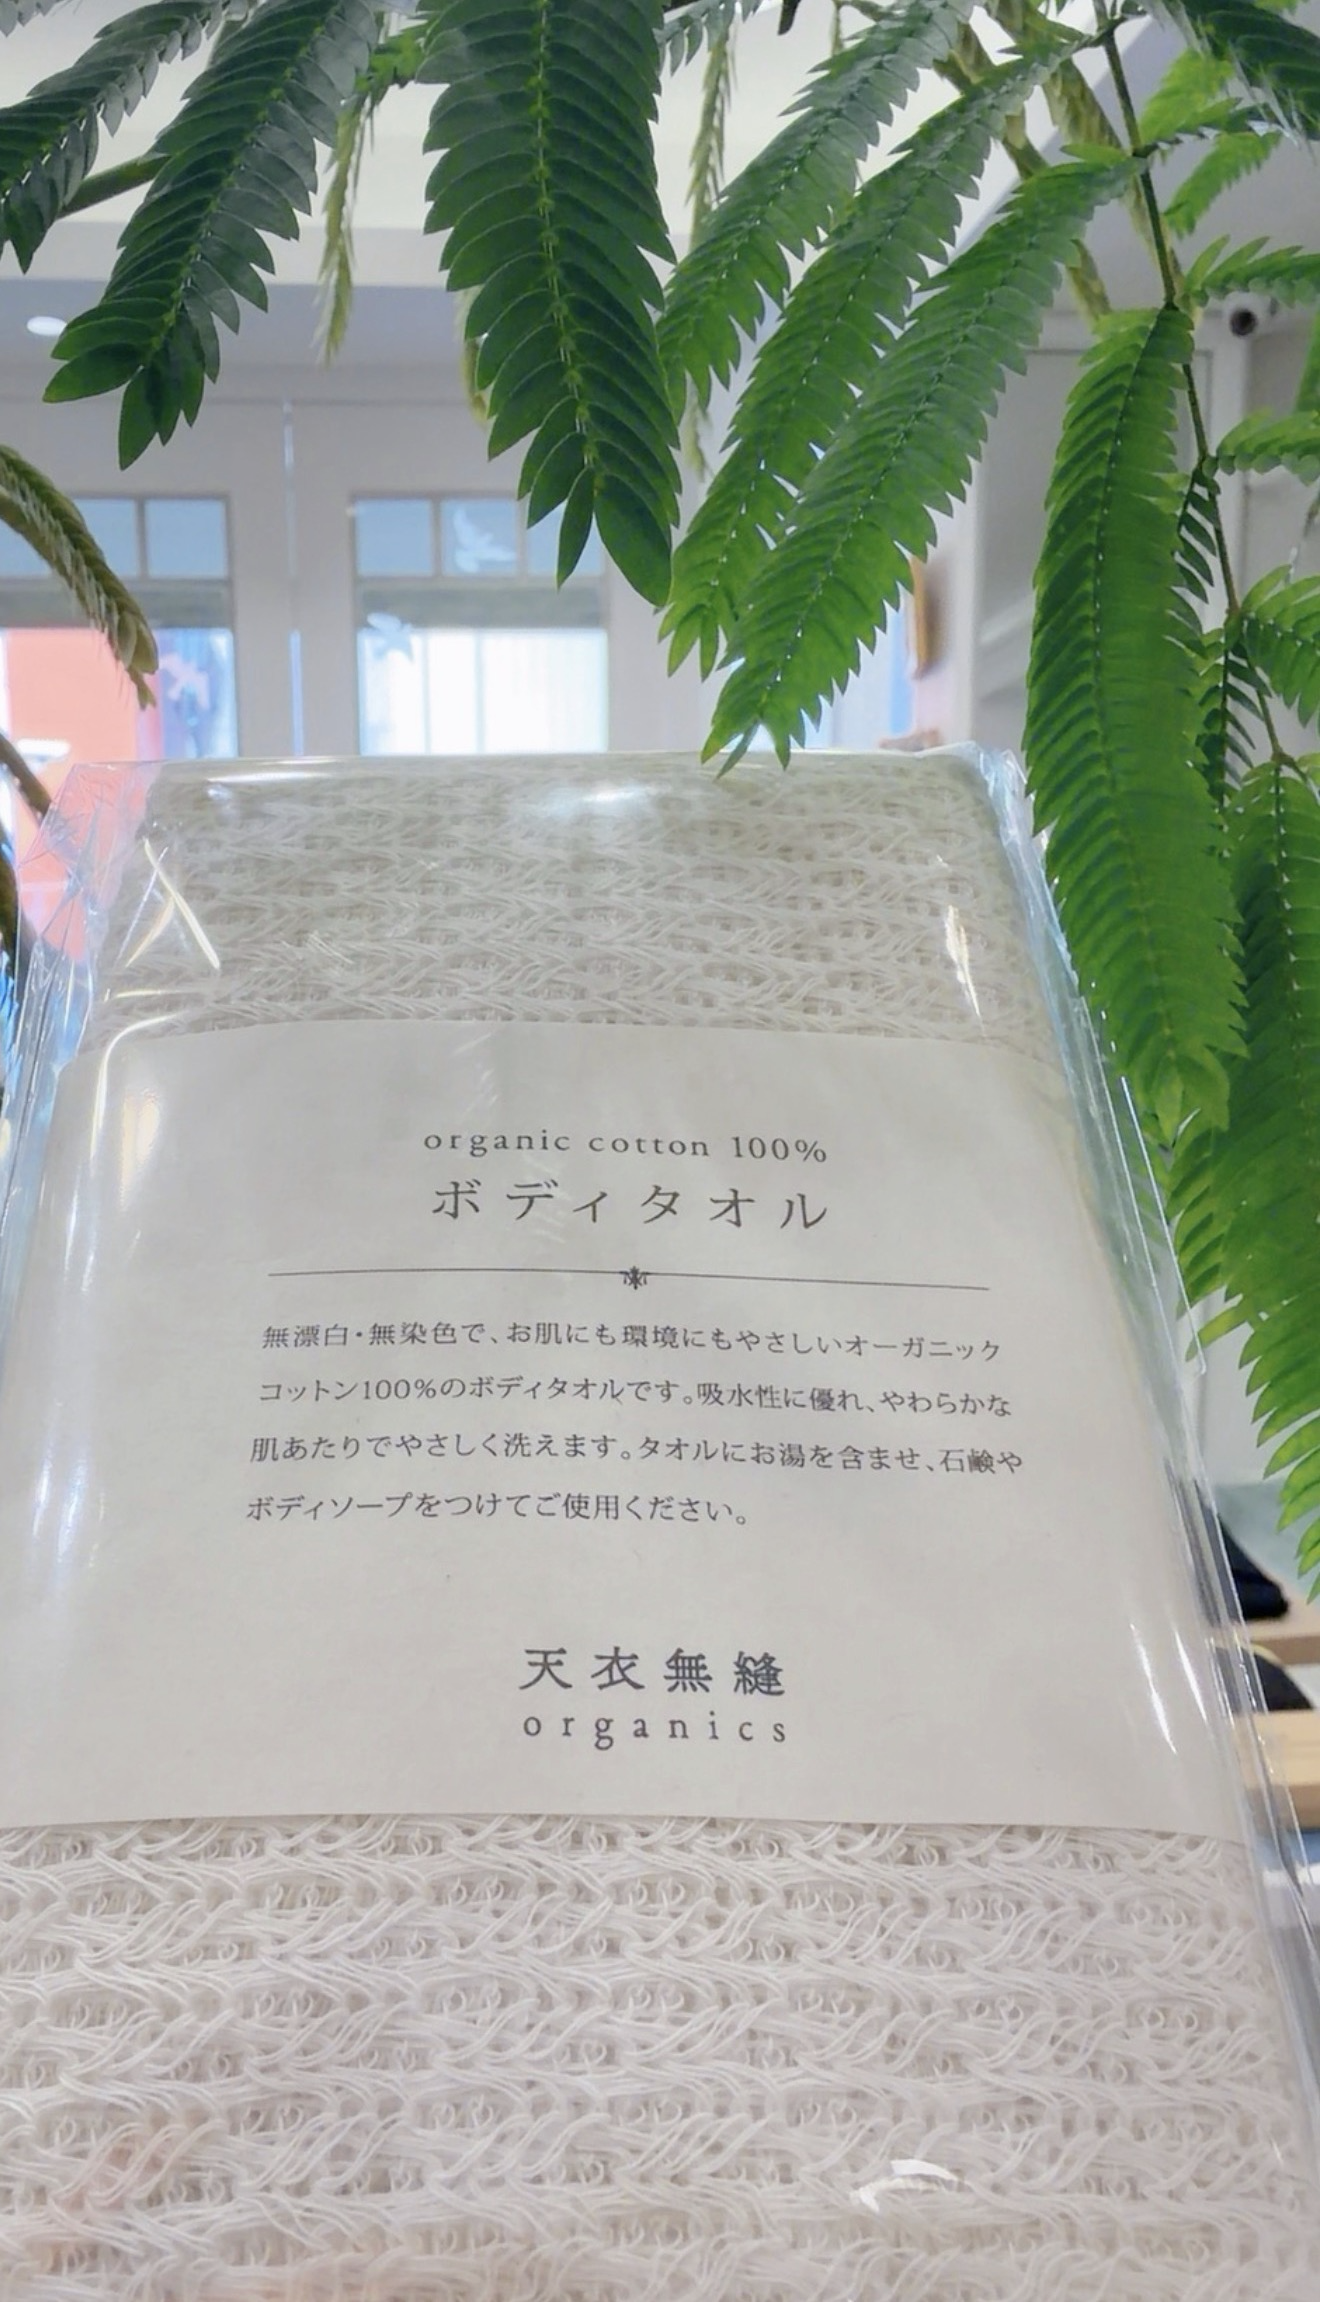 organic cotton 100%
ボディタオル
無漂白・無染色で、お肌にも環境にもやさしいオーガニック
コットン100%のボディタオルです。吸水性に優れ、やわらかな
肌あたりでやさしく洗えます。タオルにお湯を含ませ、石鹸や
ボディソープをつけてご使用ください。
天衣無縫
organics